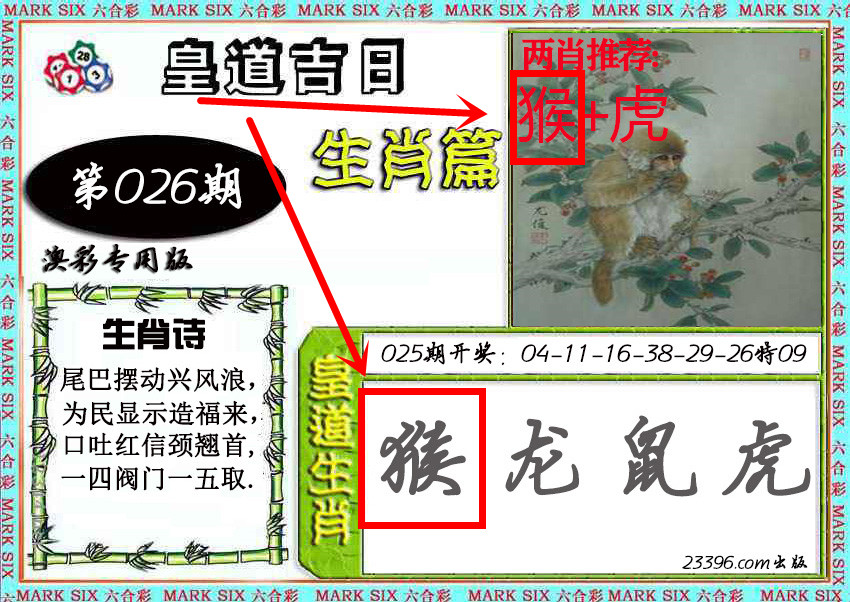 MARK SIX 六合彩 MARK SIX 六合彩 MARK SIX 六合彩 MARK SIX 六合彩 MARK SIX 六合彩 MARK SIX 六合彩
皇道吉日
生肖篇
第026期
澳彩专用版
两肖推荐:
猴+虎
生肖诗
尾巴摆动兴风浪，
为民显示造福来，
口吐红信颈翘首，
一四阀门一五取.
皇道生肖
025期开奖：04-11-16-38-29-26特09
猴 龙 鼠 虎
23396.com出版
MARK SIX 六合彩 MARK SIX 六合彩 MARK SIX 六合彩 MARK SIX 六合彩 MARK SIX 六合彩